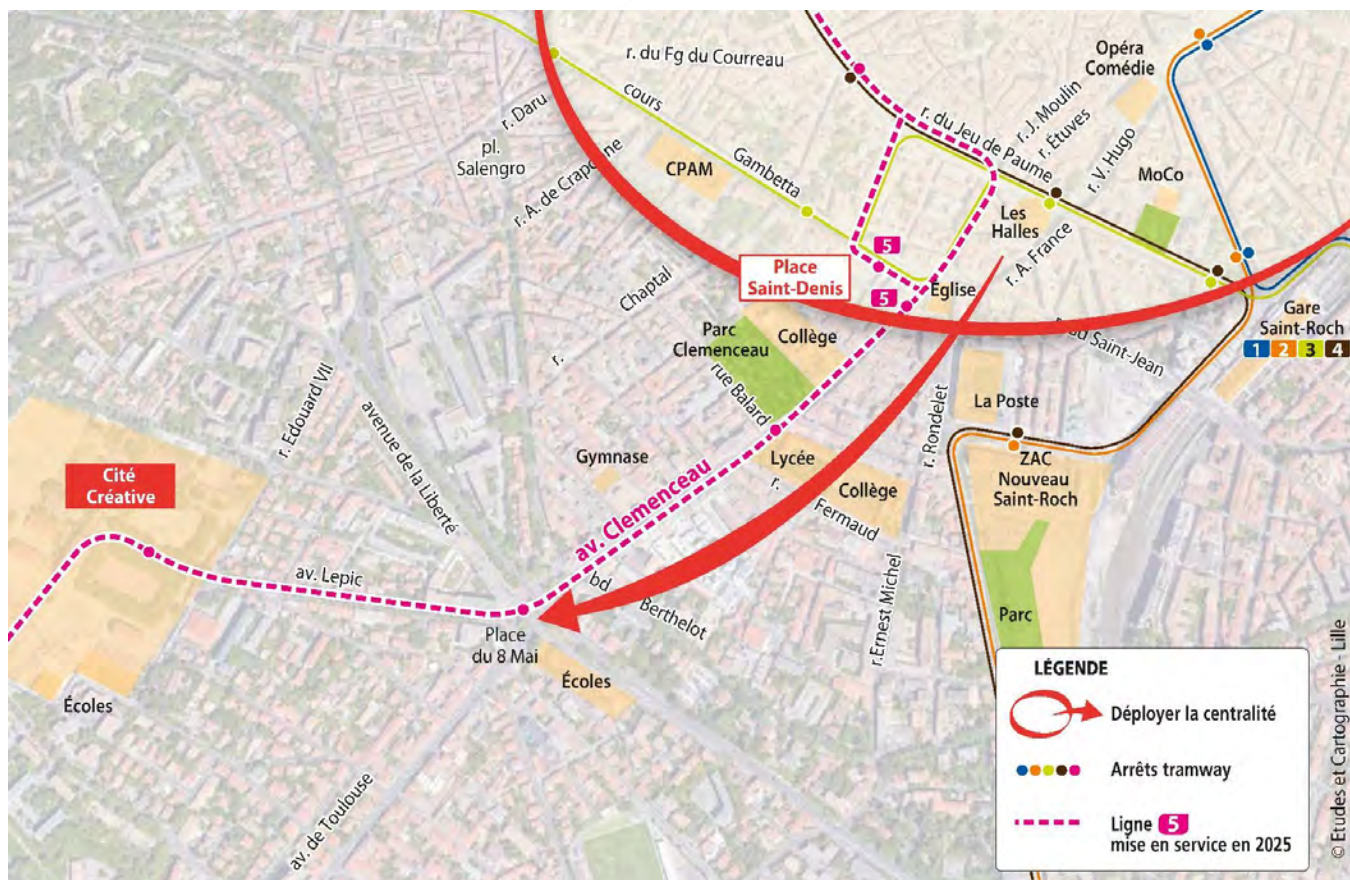 r. du Fg du Courreau
Opéra
Comédie
r. Daru
cours
r. du Jeu de Paume
r. J. Moulin
r. Étuves
r. V. Hugo
pl.
Salengro
r. A. de Craponne
CPAM
Gambetta
MoCo
Les
Halles
r. A. France
5
Place
Saint-Denis
5
Église
Chaptal
r.
Parc
Clemenceau
Collège
Gare
Saint-Roch
1 2 3 4
bd Saint-Jean
r. Edouard VII
avenue de la Liberté
rue Balard
r. Rondelet
La Poste
Cité
Créative
Gymnase
av. Clemenceau
Lycée
r.
Fermaud
Collège
ZAC
Nouveau
Saint-Roch
av. Lepic
bd
Berthelot
r.Ernest Michel
Parc
Place
du 8 Mai
Écoles
Écoles
av. de Toulouse
LÉGENDE
Déployer la centralité
Arrêts tramway
Ligne 5
mise en service en 2025
© Etudes et Cartographie - Lille